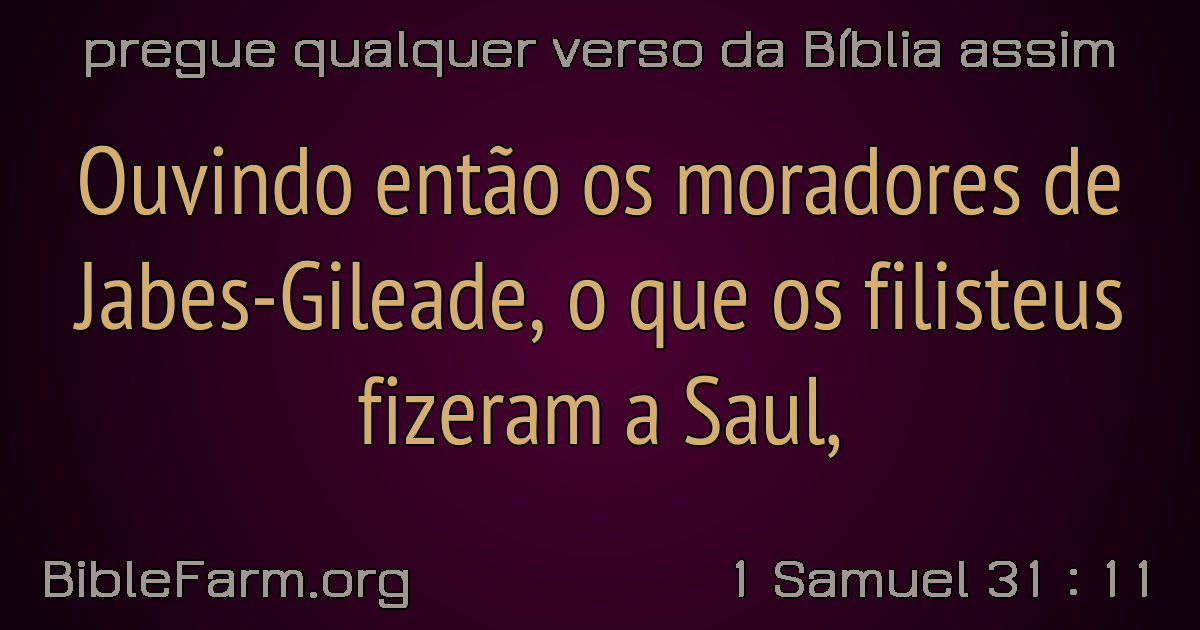 pregue qualquer verso da Bíblia assim
Ouvindo então os moradores de
Jabes-Gileade, o que os filisteus
fizeram a Saul,
BibleFarm.org
1 Samuel 31 : 11